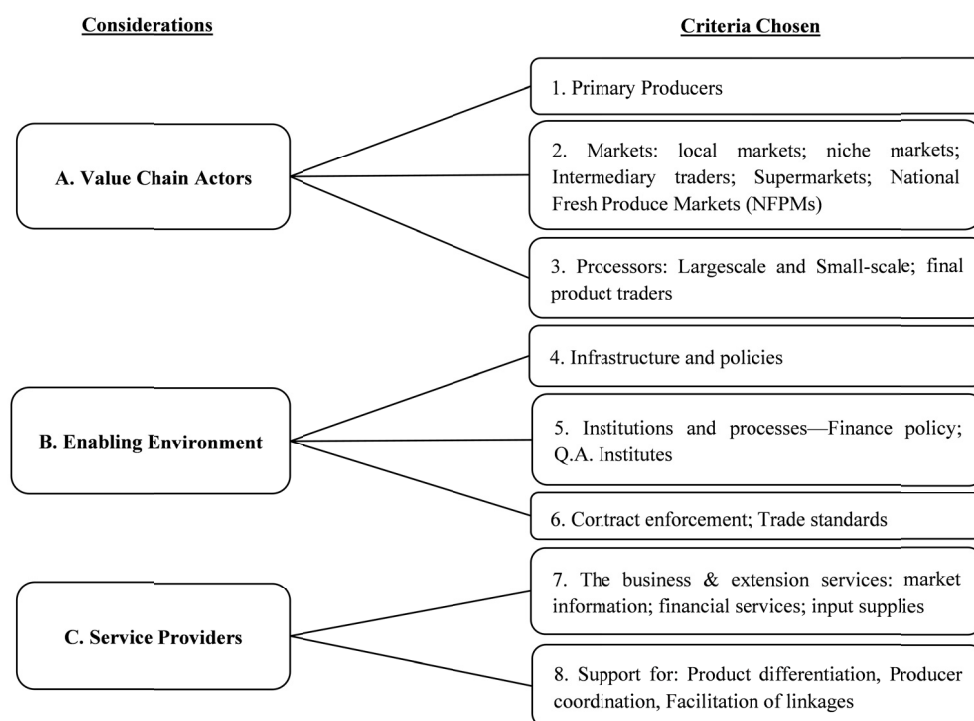 Considerations
Criteria Chosen
A. Value Chain Actors
1. Primary Producers
2. Markets: local markets; niche markets;
Intermediary traders; Supermarkets; National
Fresh Produce Markets (NFPMs)
3. Processors: Largescale and Small-scale; final
product traders
B. Enabling Environment
4. Infrastructure and policies
5. Institutions and processes—Finance policy;
Q.A. Institutes
6. Contract enforcement; Trade standards
C. Service Providers
7. The business & extension services: market
information; financial services; input supplies
8. Support for: Product differentiation, Producer
coordination, Facilitation of linkages